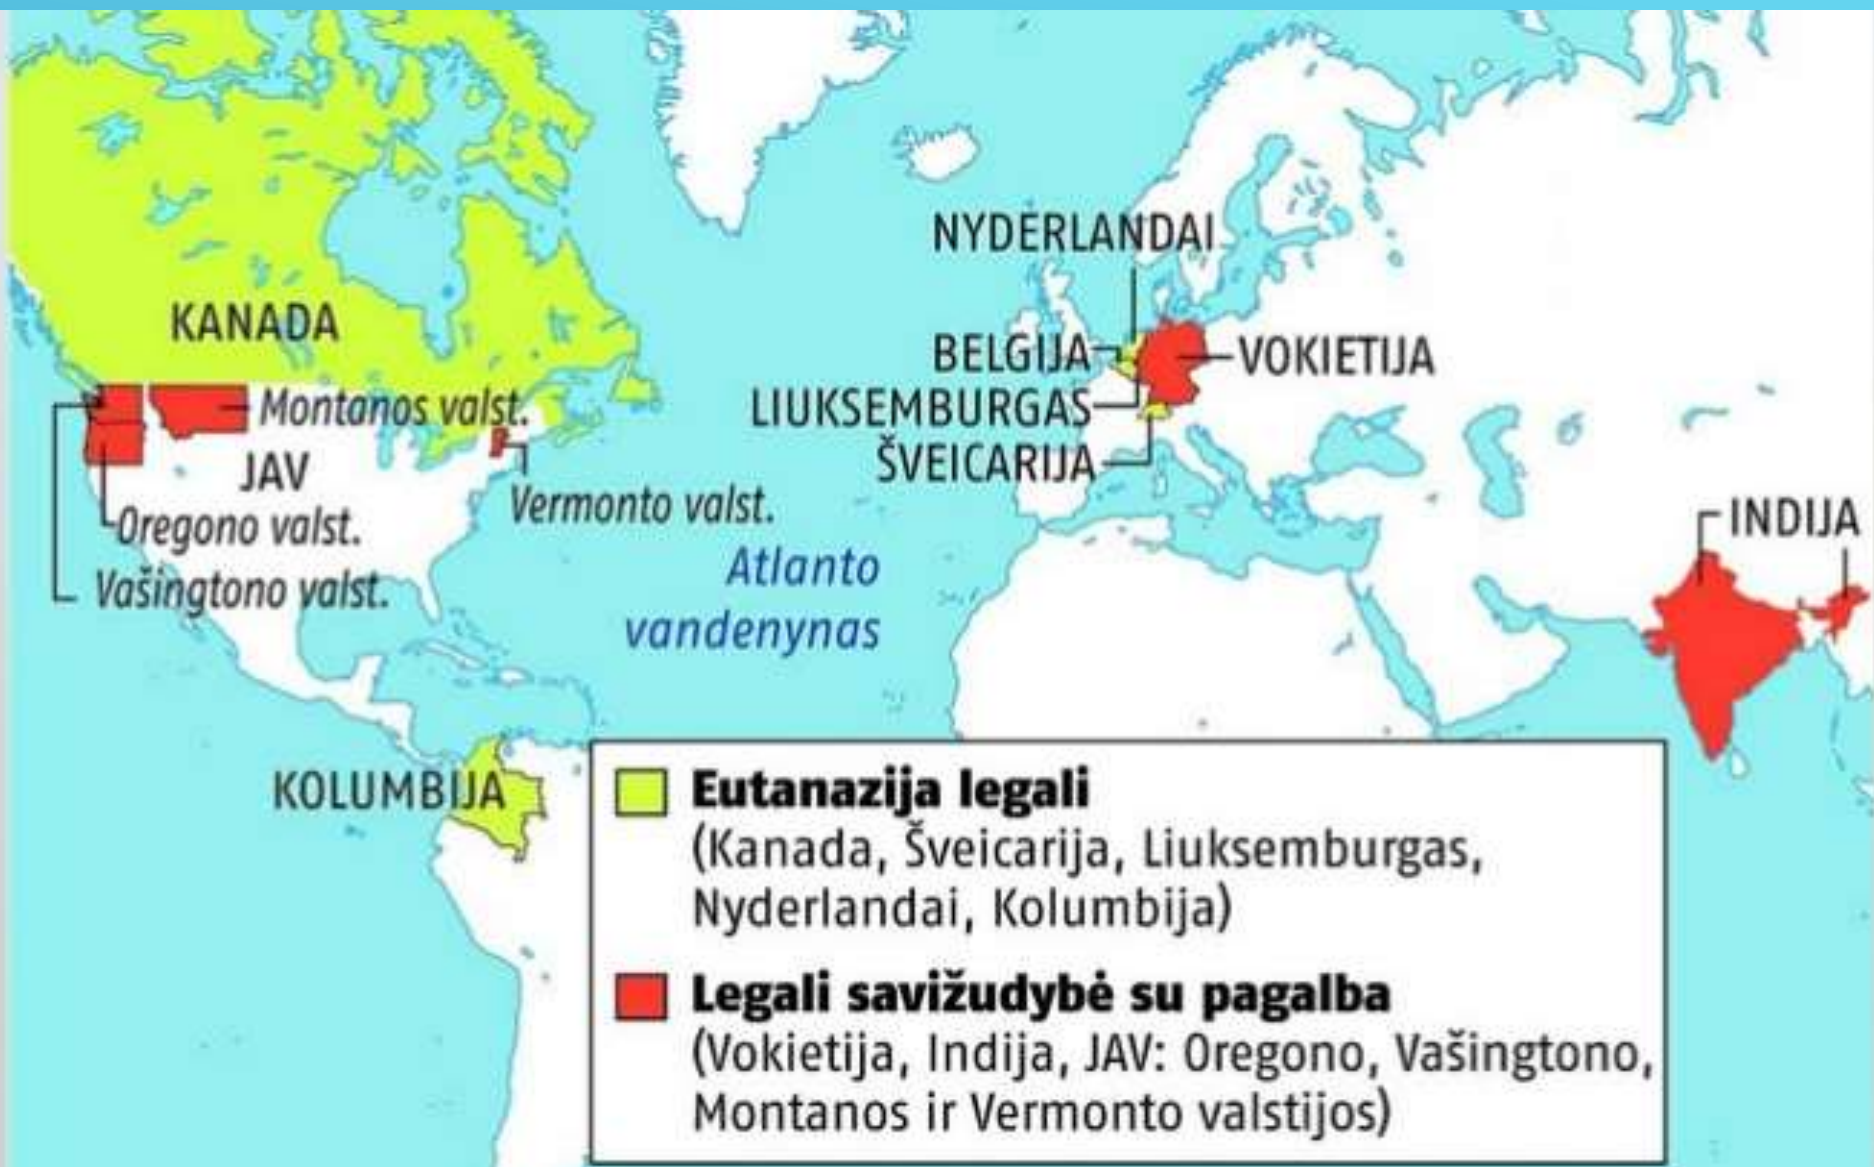 NYDERLANDAI
KANADA
BELGIJA
VOKIETIJA
LIUKSEMBURGAS
ŠVEICARIJA
Montanos valst.
JAV
Vermonto valst.
Oregono valst.
Vašingtono valst.
INDIJA
Atlanto
vandenynas
KOLUMBIJA
Eutanazija legali
(Kanada, Šveicarija, Liuksemburgas,
Nyderlandai, Kolumbija)
Legali savižudybė su pagalba
(Vokietija, Indija, JAV: Oregono, Vašingtono,
Montanos ir Vermonto valstijos)